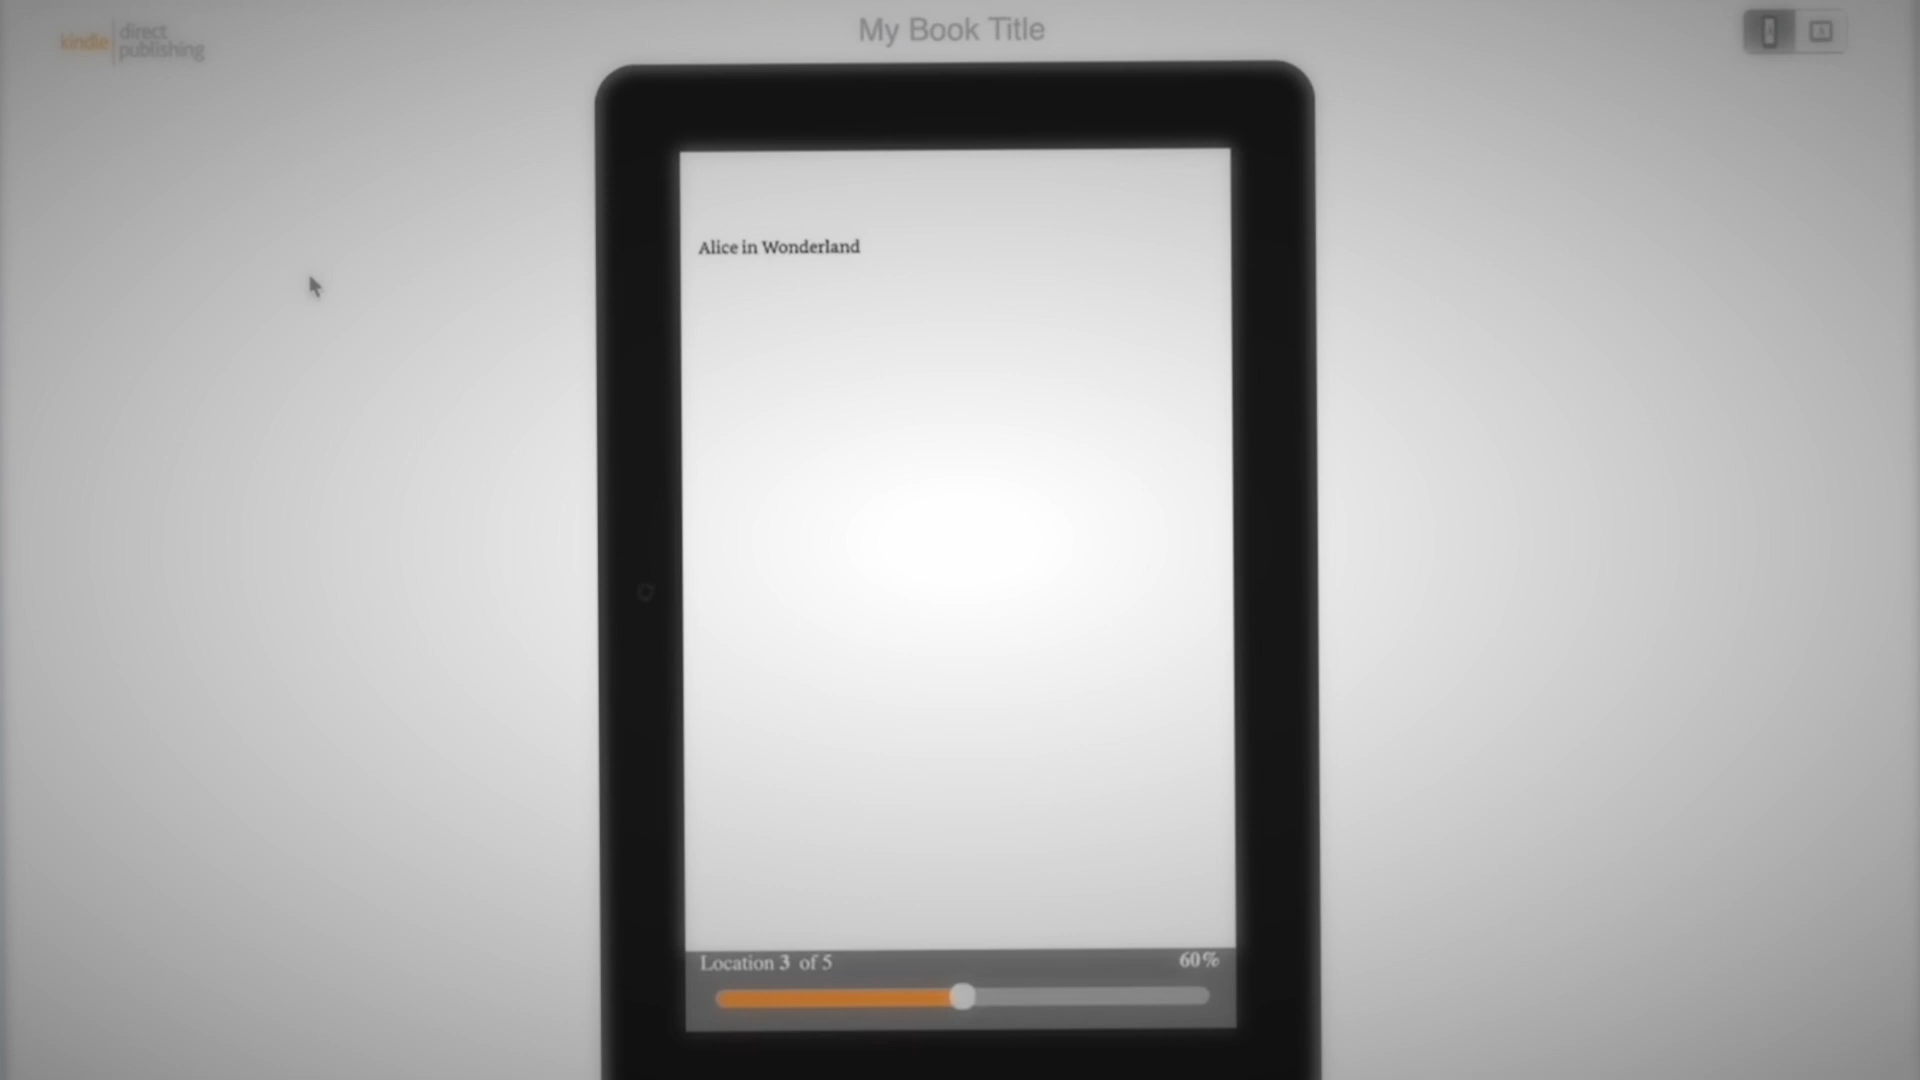 kindle direct publishing
My Book Title
Alice in Wonderland
Location 3 of 5
60%